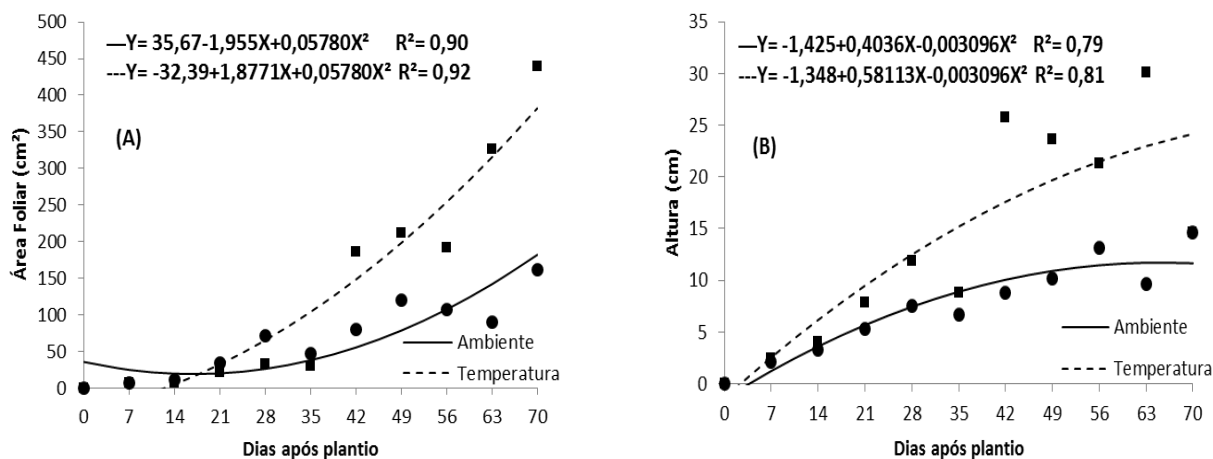 —Y= 35,67-1,955X+0,05780X² R²= 0,90
---Y= -32,39+1,8771X+0,05780X² R²= 0,92
(A)
Área Foliar (cm²)
500
450
400
350
300
250
200
150
100
50
0
Ambiente
Temperatura
0 7 14 21 28 35 42 49 56 63 70
Dias após plantio
—Y= -1,425+0,4036X-0,003096X² R²= 0,79
---Y= -1,348+0,58113X-0,003096X² R²= 0,81
(B)
Altura (cm)
35
30
25
20
15
10
5
0
Ambiente
Temperatura
0 7 14 21 28 35 42 49 56 63 70
Dias após plantio